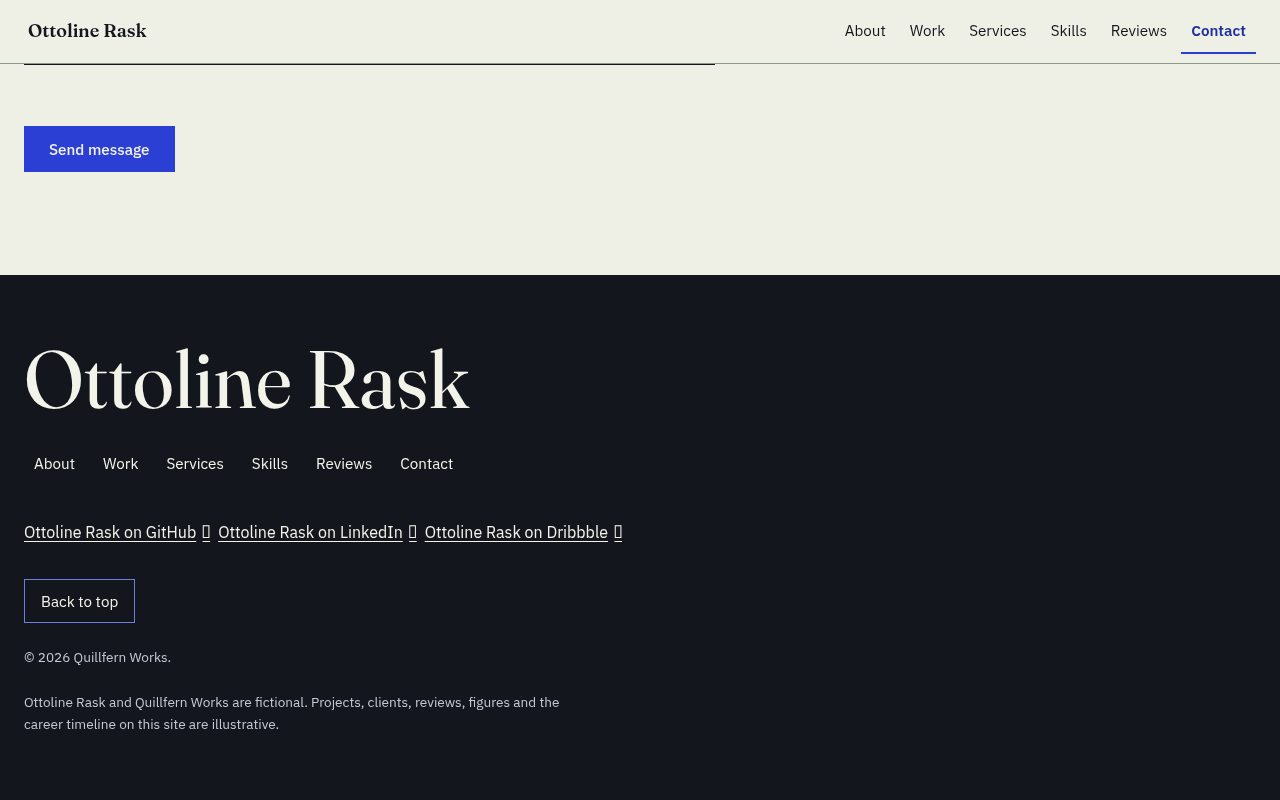 Ottoline Rask
About Work Services Skills Reviews Contact
Send message
Ottoline Rask
About Work Services Skills Reviews Contact
Ottoline Rask on GitHub Ottoline Rask on LinkedIn Ottoline Rask on Dribbble
Back to top
© 2026 Quillfern Works.
Ottoline Rask and Quillfern Works are fictional. Projects, clients, reviews, figures and the
career timeline on this site are illustrative.